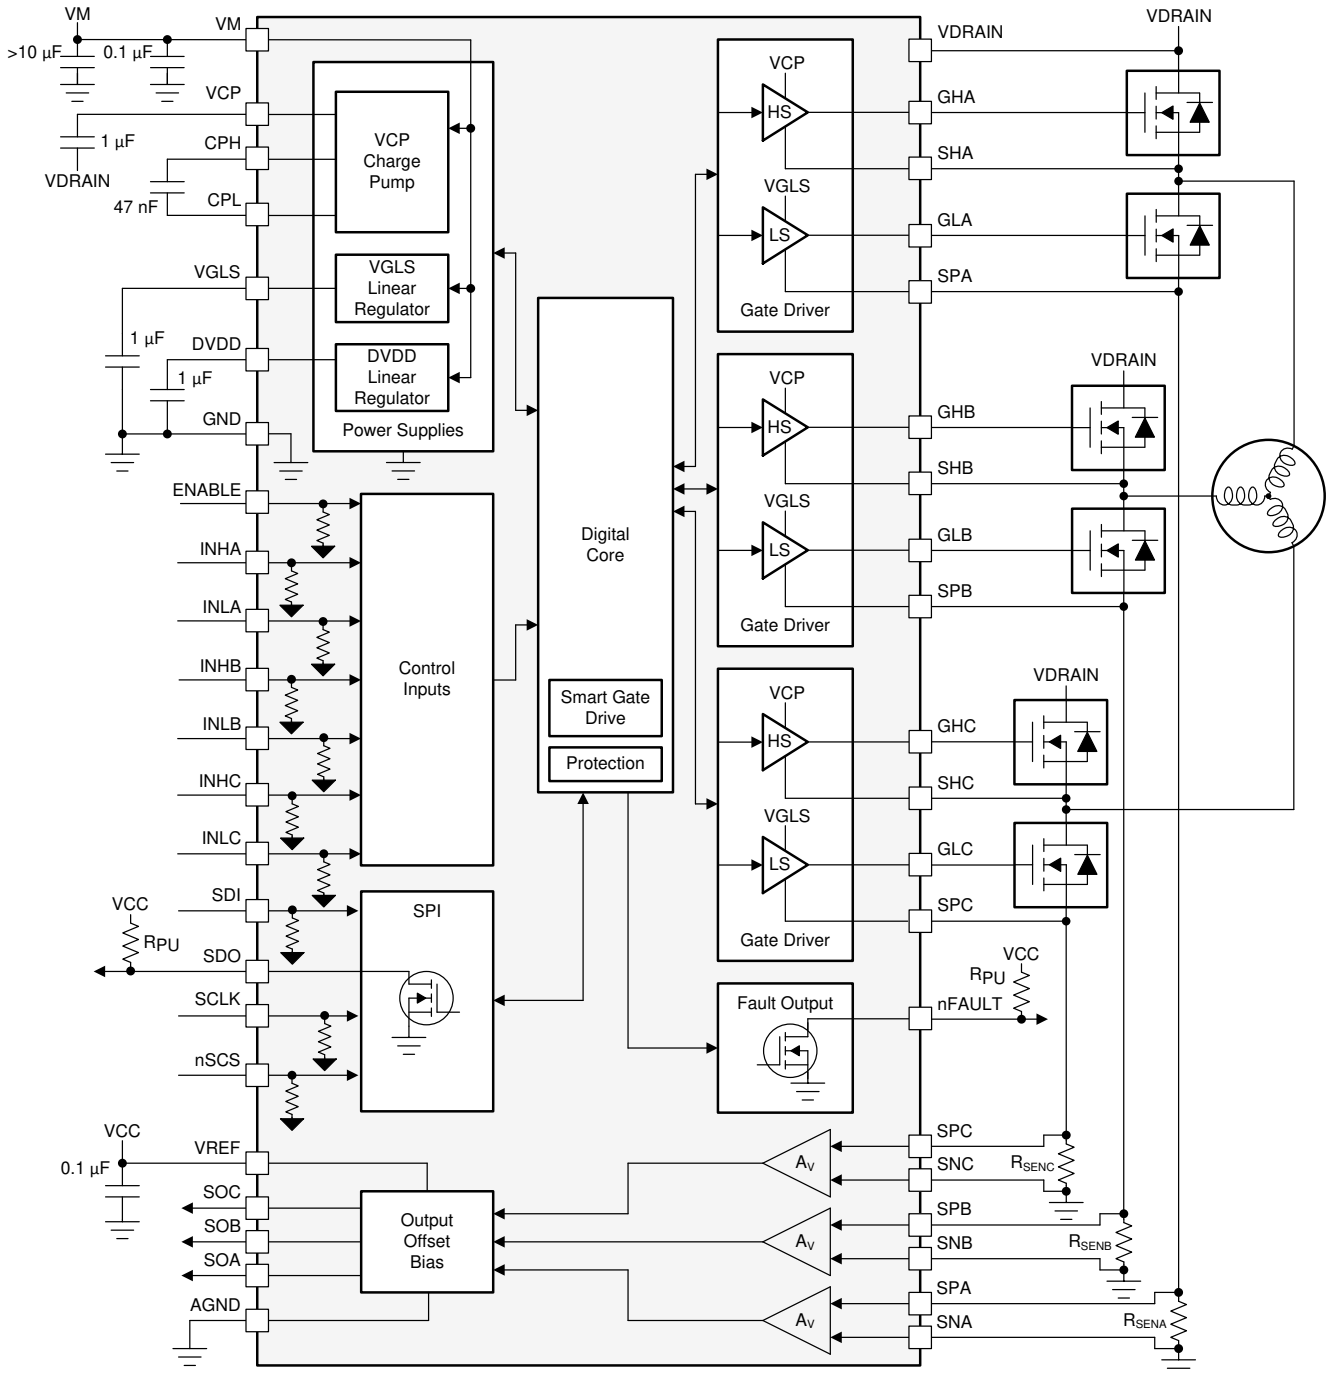 VM
VM
>10 µF
0.1 µF
VCP
1 µF
VDRAIN
CPH
47 nF
CPL
VGLS
1 µF
DVDD
1 µF
GND
VCP
Charge
Pump
VGLS
Linear
Regulator
DVDD
Linear
Regulator
Power Supplies
ENABLE
INHA
INLA
INHB
INLB
INHC
INLC
Control
Inputs
SDI
VCC
RPU
SDO
SCLK
nSCS
SPI
VCC
0.1 µF
VREF
SOC
SOB
SOA
AGND
Output
Offset
Bias
Digital
Core
Smart Gate
Drive
Protection
VCP
HS
VGLS
LS
Gate Driver
VCP
HS
VGLS
LS
Gate Driver
VCP
HS
VGLS
LS
Gate Driver
Fault Output
AV
AV
AV
VDRAIN
VDRAIN
GHA
SHA
GLA
SPA
VDRAIN
GHB
SHB
GLB
SPB
VDRAIN
GHC
SHC
GLC
SPC
VCC
RPU
nFAULT
SPC
SNC
RSENC
SPB
SNB
RSENB
SPA
SNA
RSENA